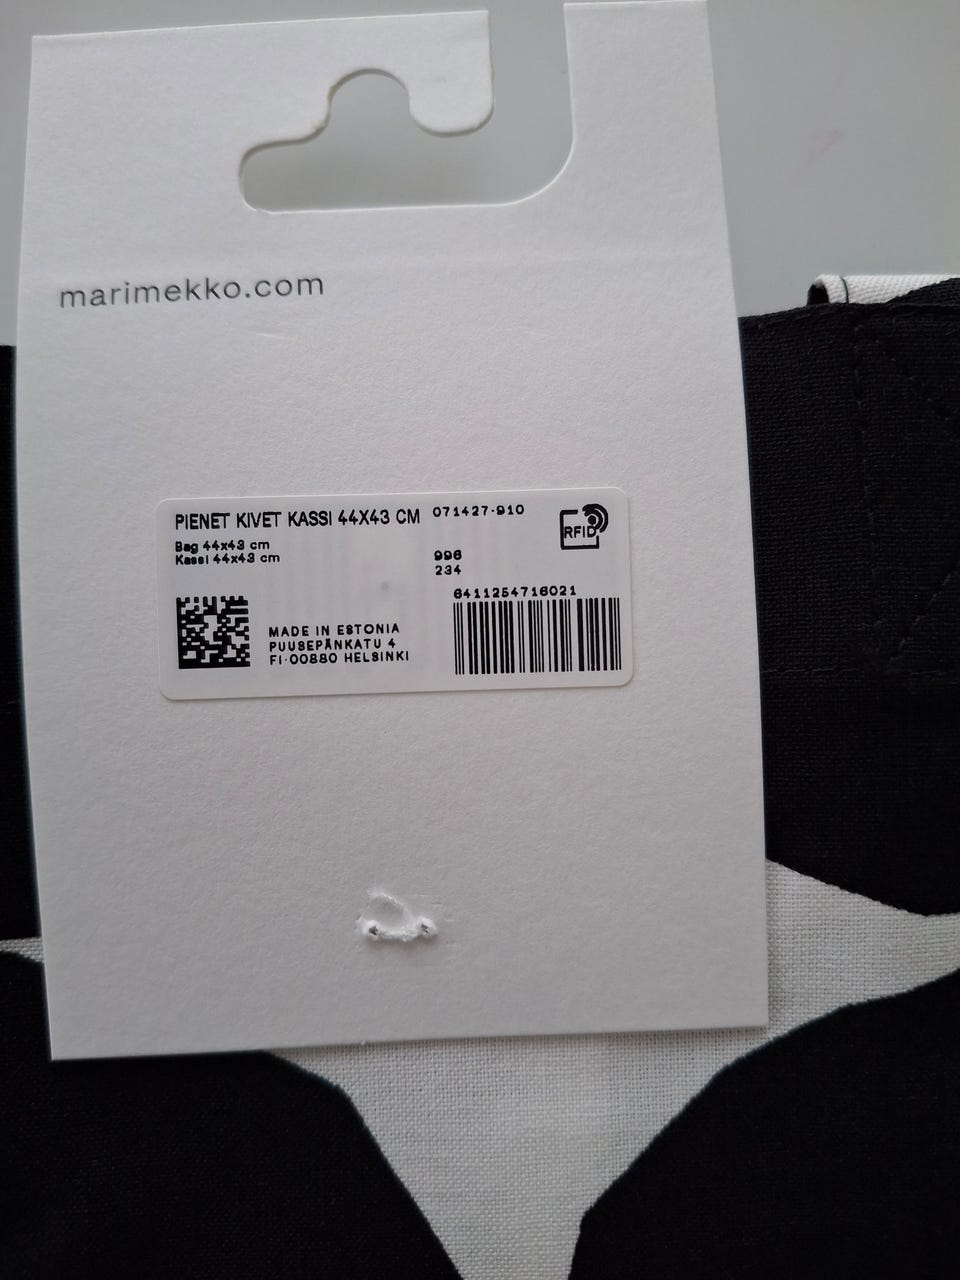 marimekko.com
PIENET KIVET KASSI 44X43 CM 071427-910
RFID
Bag 44x43 cm
Kassi 44x43 cm
996
234
6411254716021
MADE IN ESTONIA
PUUSEPÄNKATU 4
FI-00880 HELSINKI